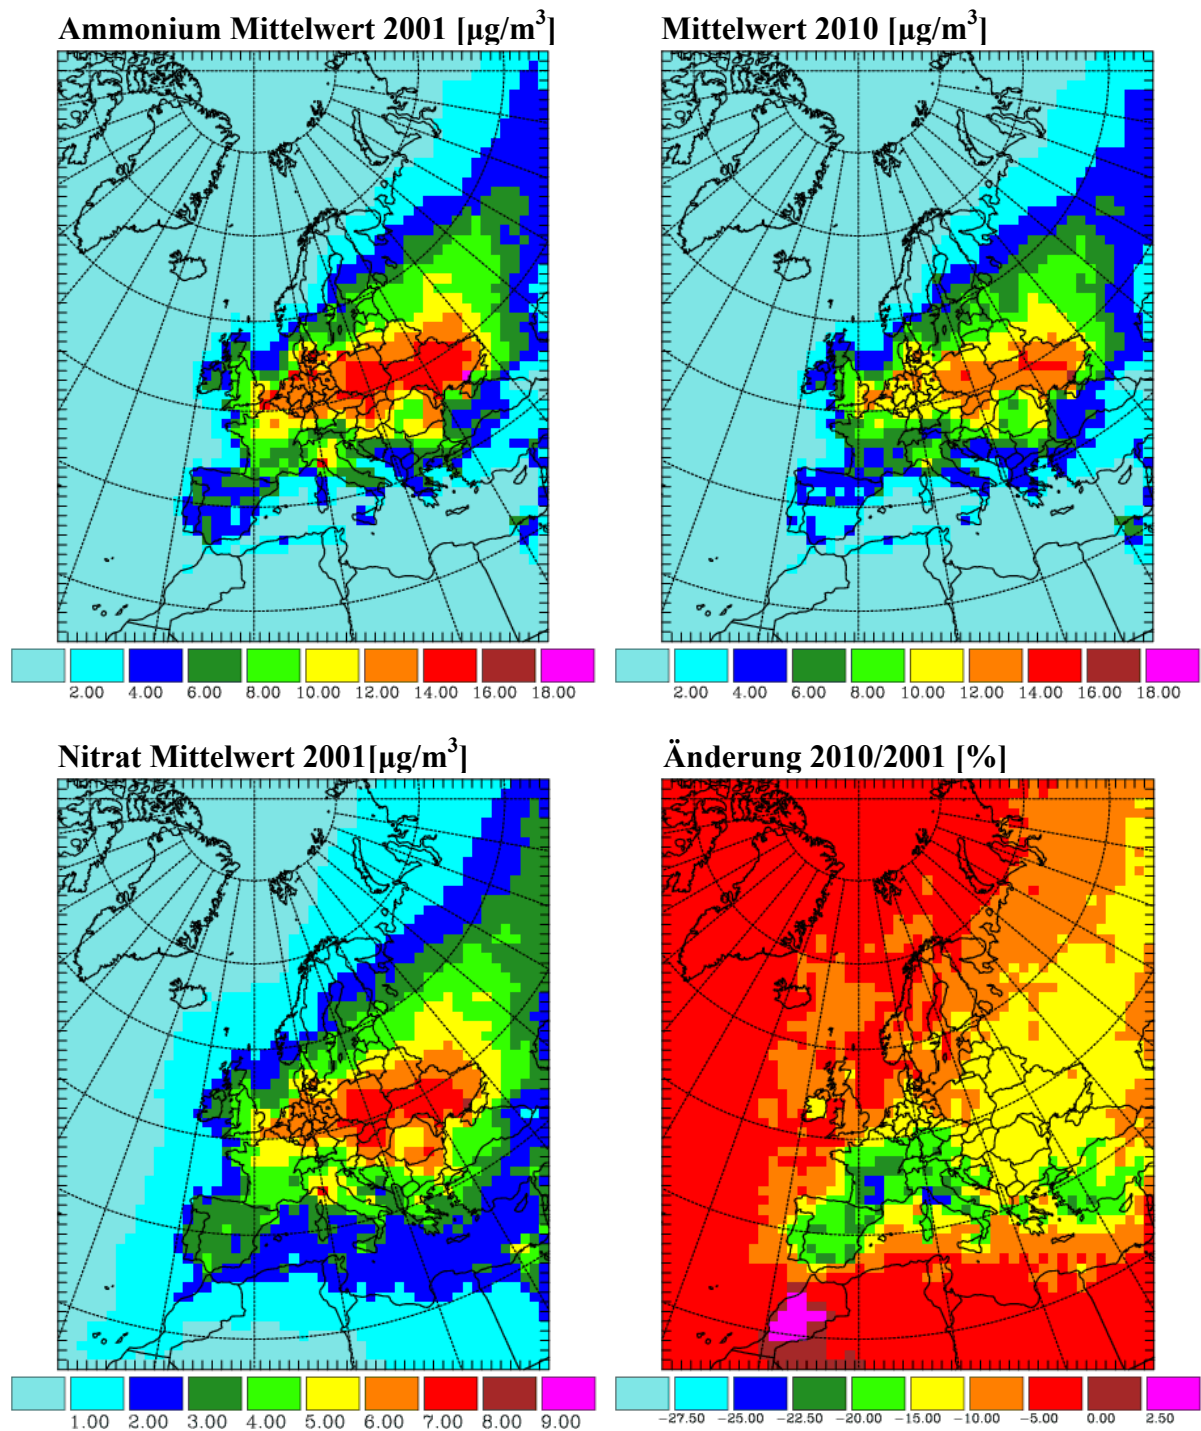 Ammonium Mittelwert 2001 [µg/m³]
Mittelwert 2010 [µg/m³]
2.00 4.00 6.00 8.00 10.00 12.00 14.00 16.00 18.00
2.00 4.00 6.00 8.00 10.00 12.00 14.00 16.00 18.00
Nitrat Mittelwert 2001[µg/m³]
Änderung 2010/2001 [%]
1.00 2.00 3.00 4.00 5.00 6.00 7.00 8.00 9.00
-27.50 -25.00 -22.50 -20.00 -15.00 -10.00 -5.00 0.00 2.50